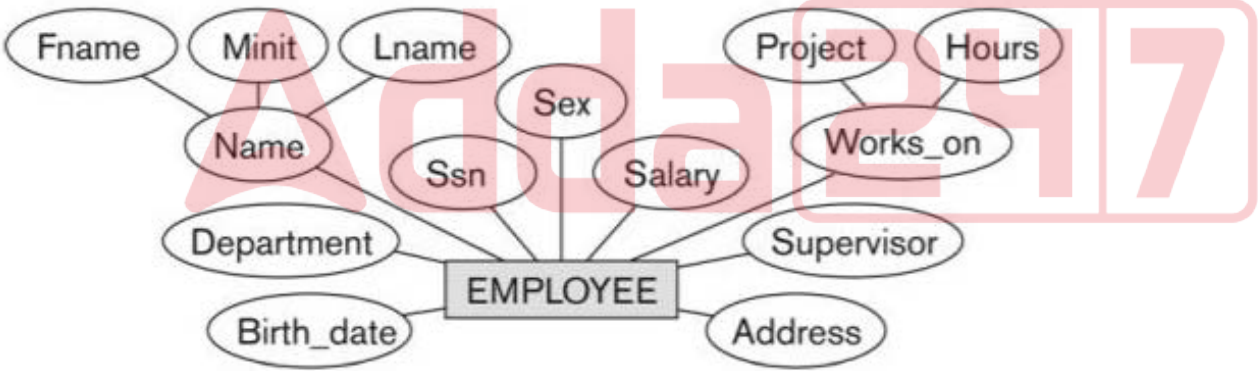 Fname
Minit
Lname
Project
Hours
Sex
Name
Works_on
Ssn
Salary
Department
Supervisor
EMPLOYEE
Birth_date
Address
Adda247